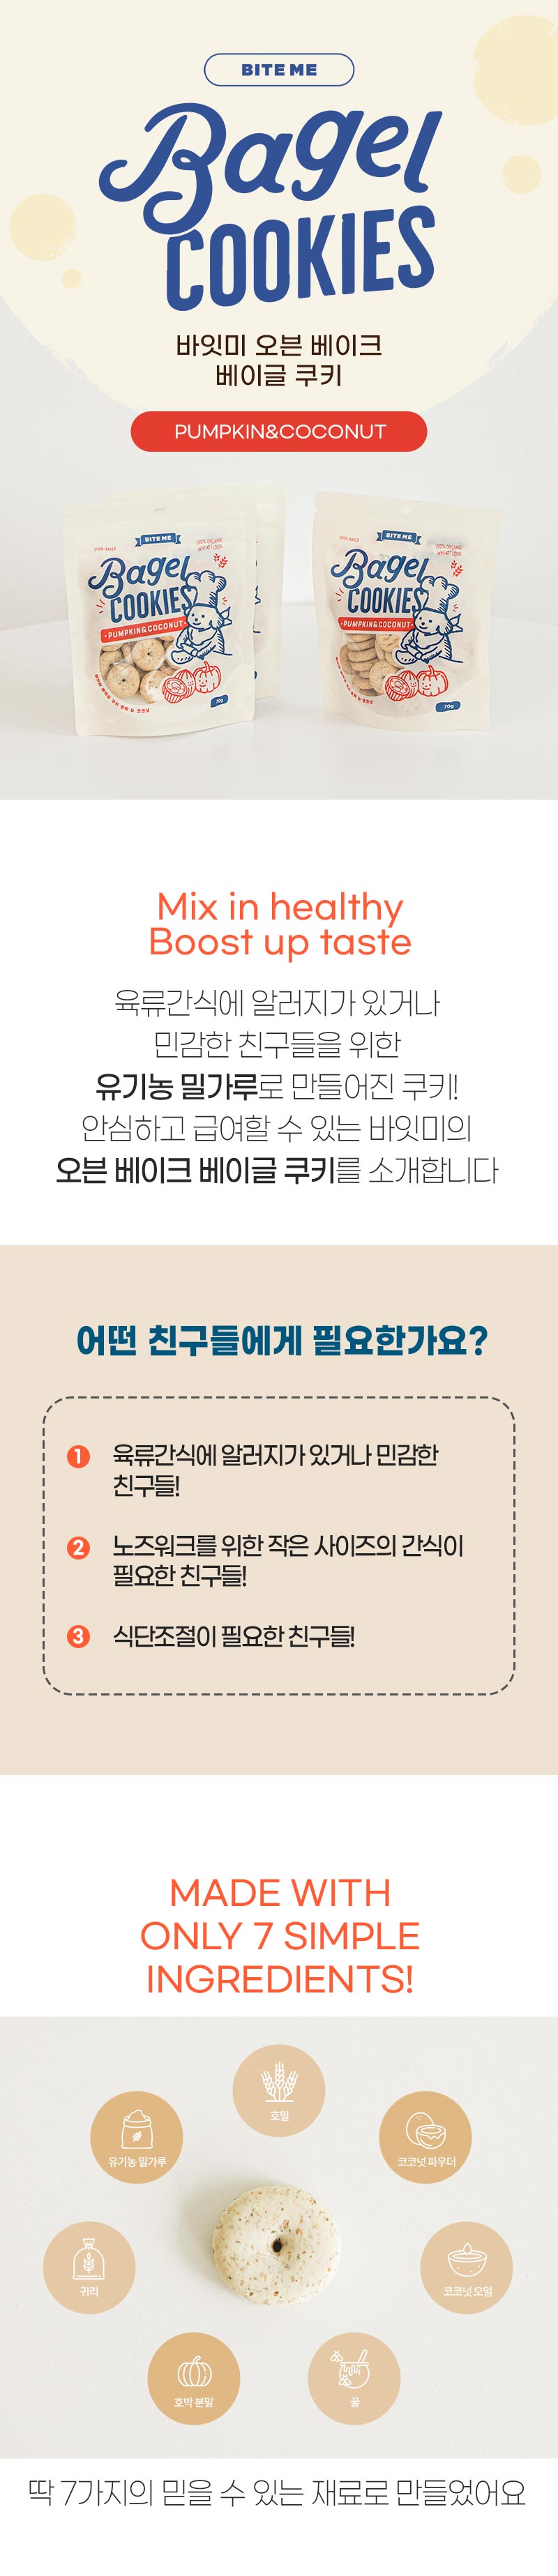 BITE ME
Bagel
COOKIES
바잇미 오븐 베이크
베이글 쿠키
PUMPKIN&COCONUT
BITE ME
100% ORGANIC
WHEAT FLOUR
Bagel
COOKIES
PUMPKIN&COCONUT
70g
BITE ME
100% ORGANIC
WHEAT FLOUR
Bagel
COOKIES
PUMPKIN&COCONUT
70g
Mix in healthy
Boost up taste
육류간식에 알러지가 있거나
민감한 친구들을 위한
유기농 밀가루로 만들어진 쿠키!
안심하고 급여할 수 있는 바잇미의
오븐 베이크 베이글 쿠키를 소개합니다
어떤 친구들에게 필요한가요?
1 육류간식에 알러지가 있거나 민감한
친구들!
2 노즈워크를 위한 작은 사이즈의 간식이
필요한 친구들!
3 식단조절이 필요한 친구들!
MADE WITH
ONLY 7 SIMPLE
INGREDIENTS!
호밀
유기농 밀가루
코코넛 파우더
귀리
코코넛 오일
호박 분말
꿀
딱 7가지의 믿을 수 있는 재료로 만들었어요